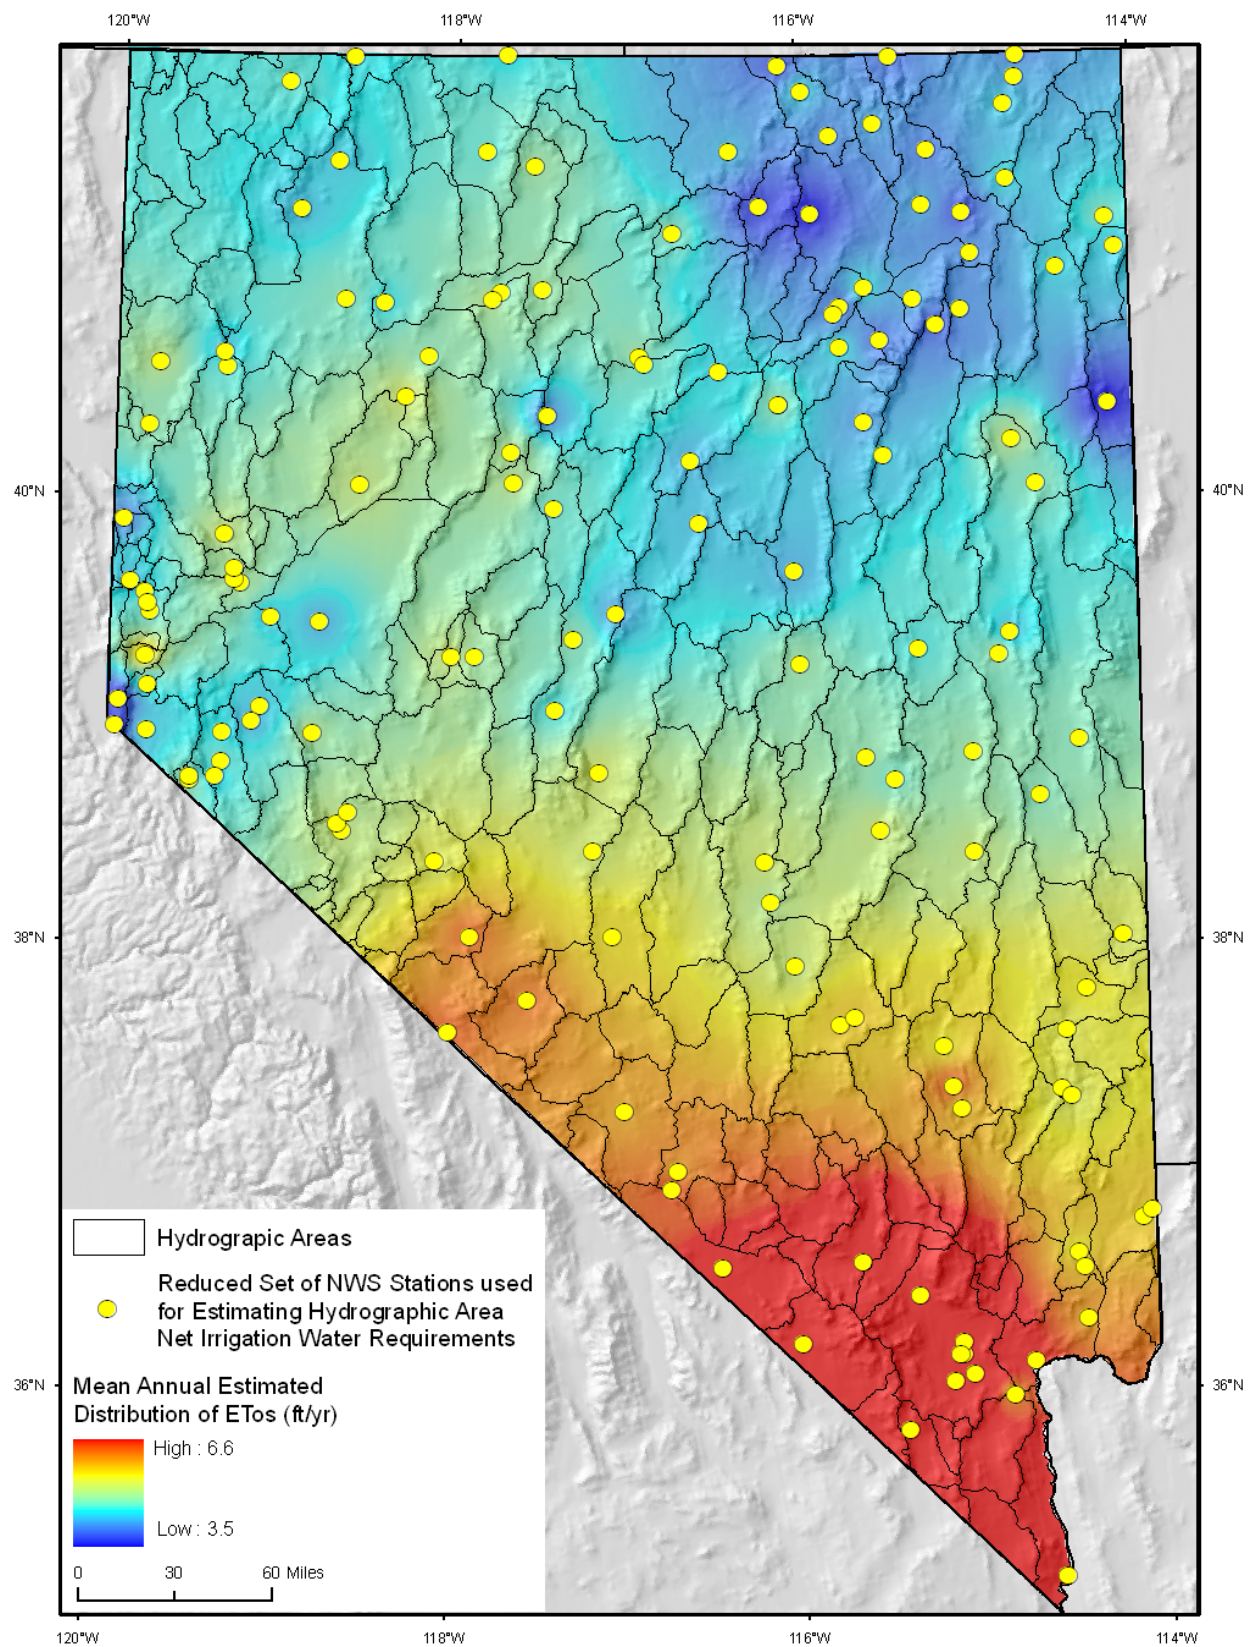 120°W 118°W 116°W 114°W
40°N 40°N
38°N 38°N
36°N 36°N
Hydrograpic Areas
Reduced Set of NWS Stations used
for Estimating Hydrographic Area
Net Irrigation Water Requirements
Mean Annual Estimated
Distribution of ETos (ft/yr)
High : 6.6
Low : 3.5
0 30 60 Miles
120°W 118°W 116°W 114°W